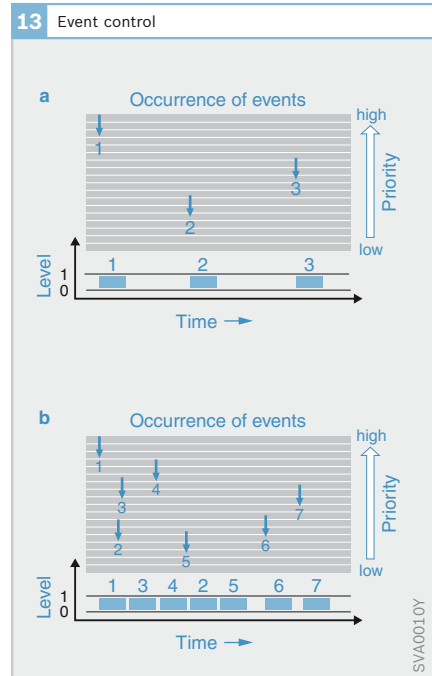 13 Event control
a Occurrence of events
high
1
3
Priority
2
low
1 2 3
Level
1
0
Time
b Occurrence of events
high
1
4
3
7
Priority
2
6
5
low
1 3 4 2 5 6 7
Level
1
0
Time
SVA0010Y